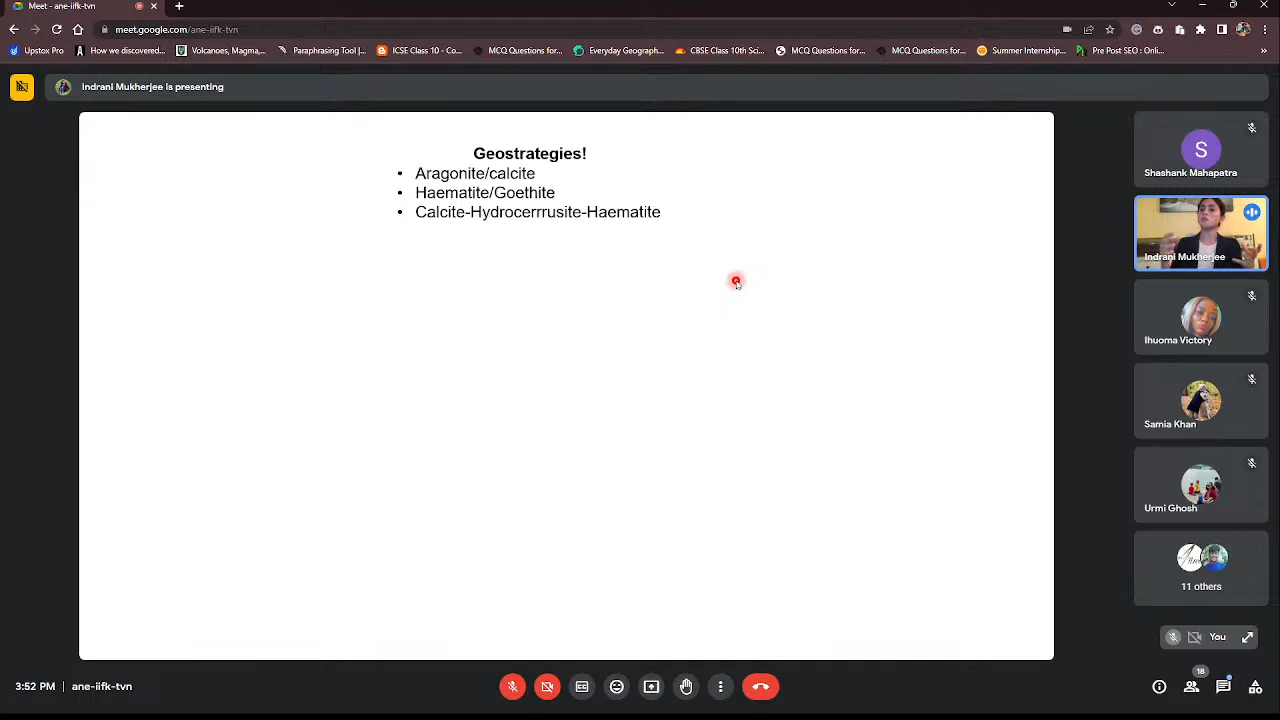 Meet - ane-iifk-tvn
meet.google.com/ane-iifk-tvn
Upstox Pro
How we discovered...
Volcanoes, Magma,...
Paraphrasing Tool |...
ICSE Class 10 - Co...
MCQ Questions for...
Everyday Geograph...
CBSE Class 10th Sci...
MCQ Questions for...
MCQ Questions for...
Summer Internship...
Pre Post SEO : Onli...
Indrani Mukherjee is presenting
Geostrategies!
• Aragonite/calcite
• Haematite/Goethite
• Calcite-Hydrocerrrusite-Haematite
S
Shashank Mahapatra
Indrani Mukherjee
Ihuoma Victory
Samia Khan
Urmi Ghosh
11 others
You
3:52 PM | ane-iifk-tvn
18